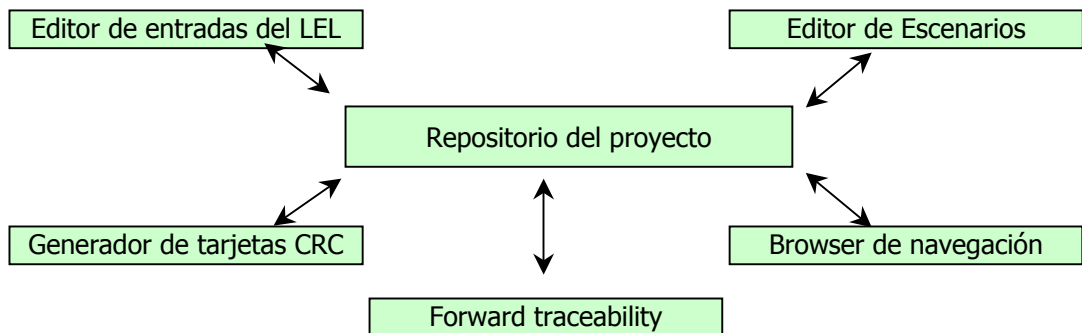 Editor de entradas del LEL
Editor de Escenarios
Repositorio del proyecto
Generador de tarjetas CRC
Browser de navegación
Forward traceability